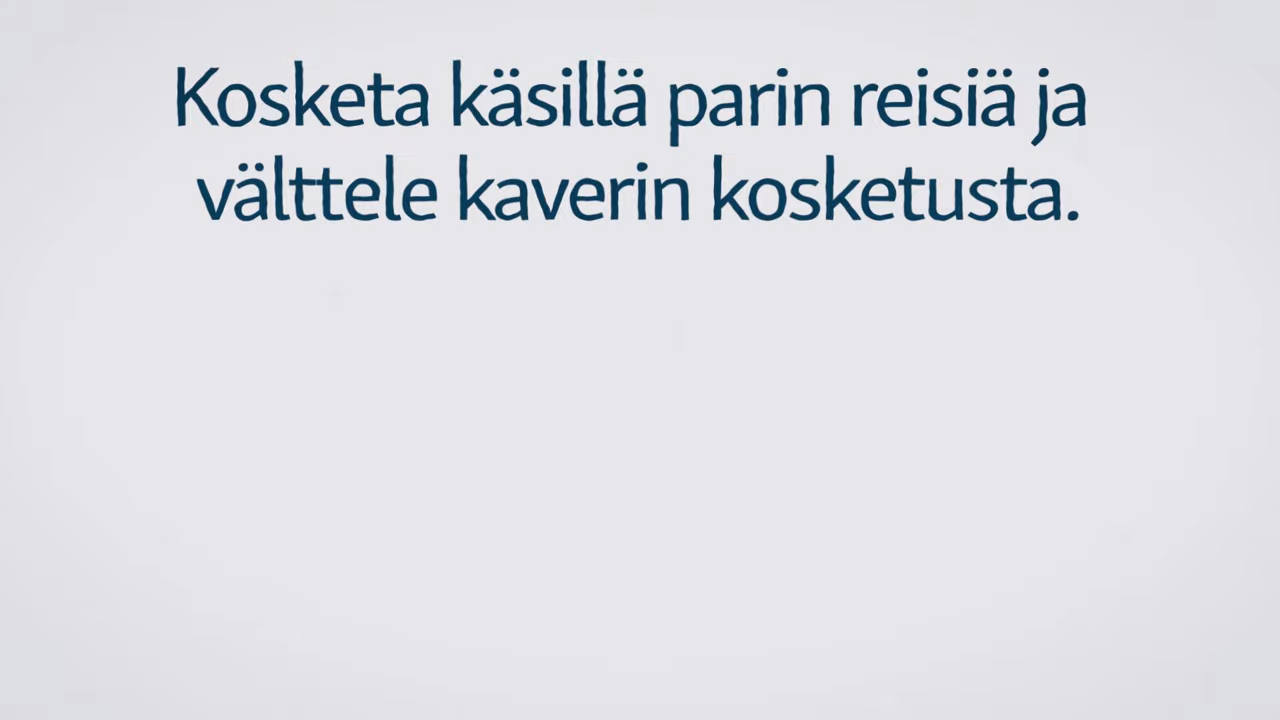 Kosketa käsillä parin reisiä ja
välttele kaverin kosketusta.